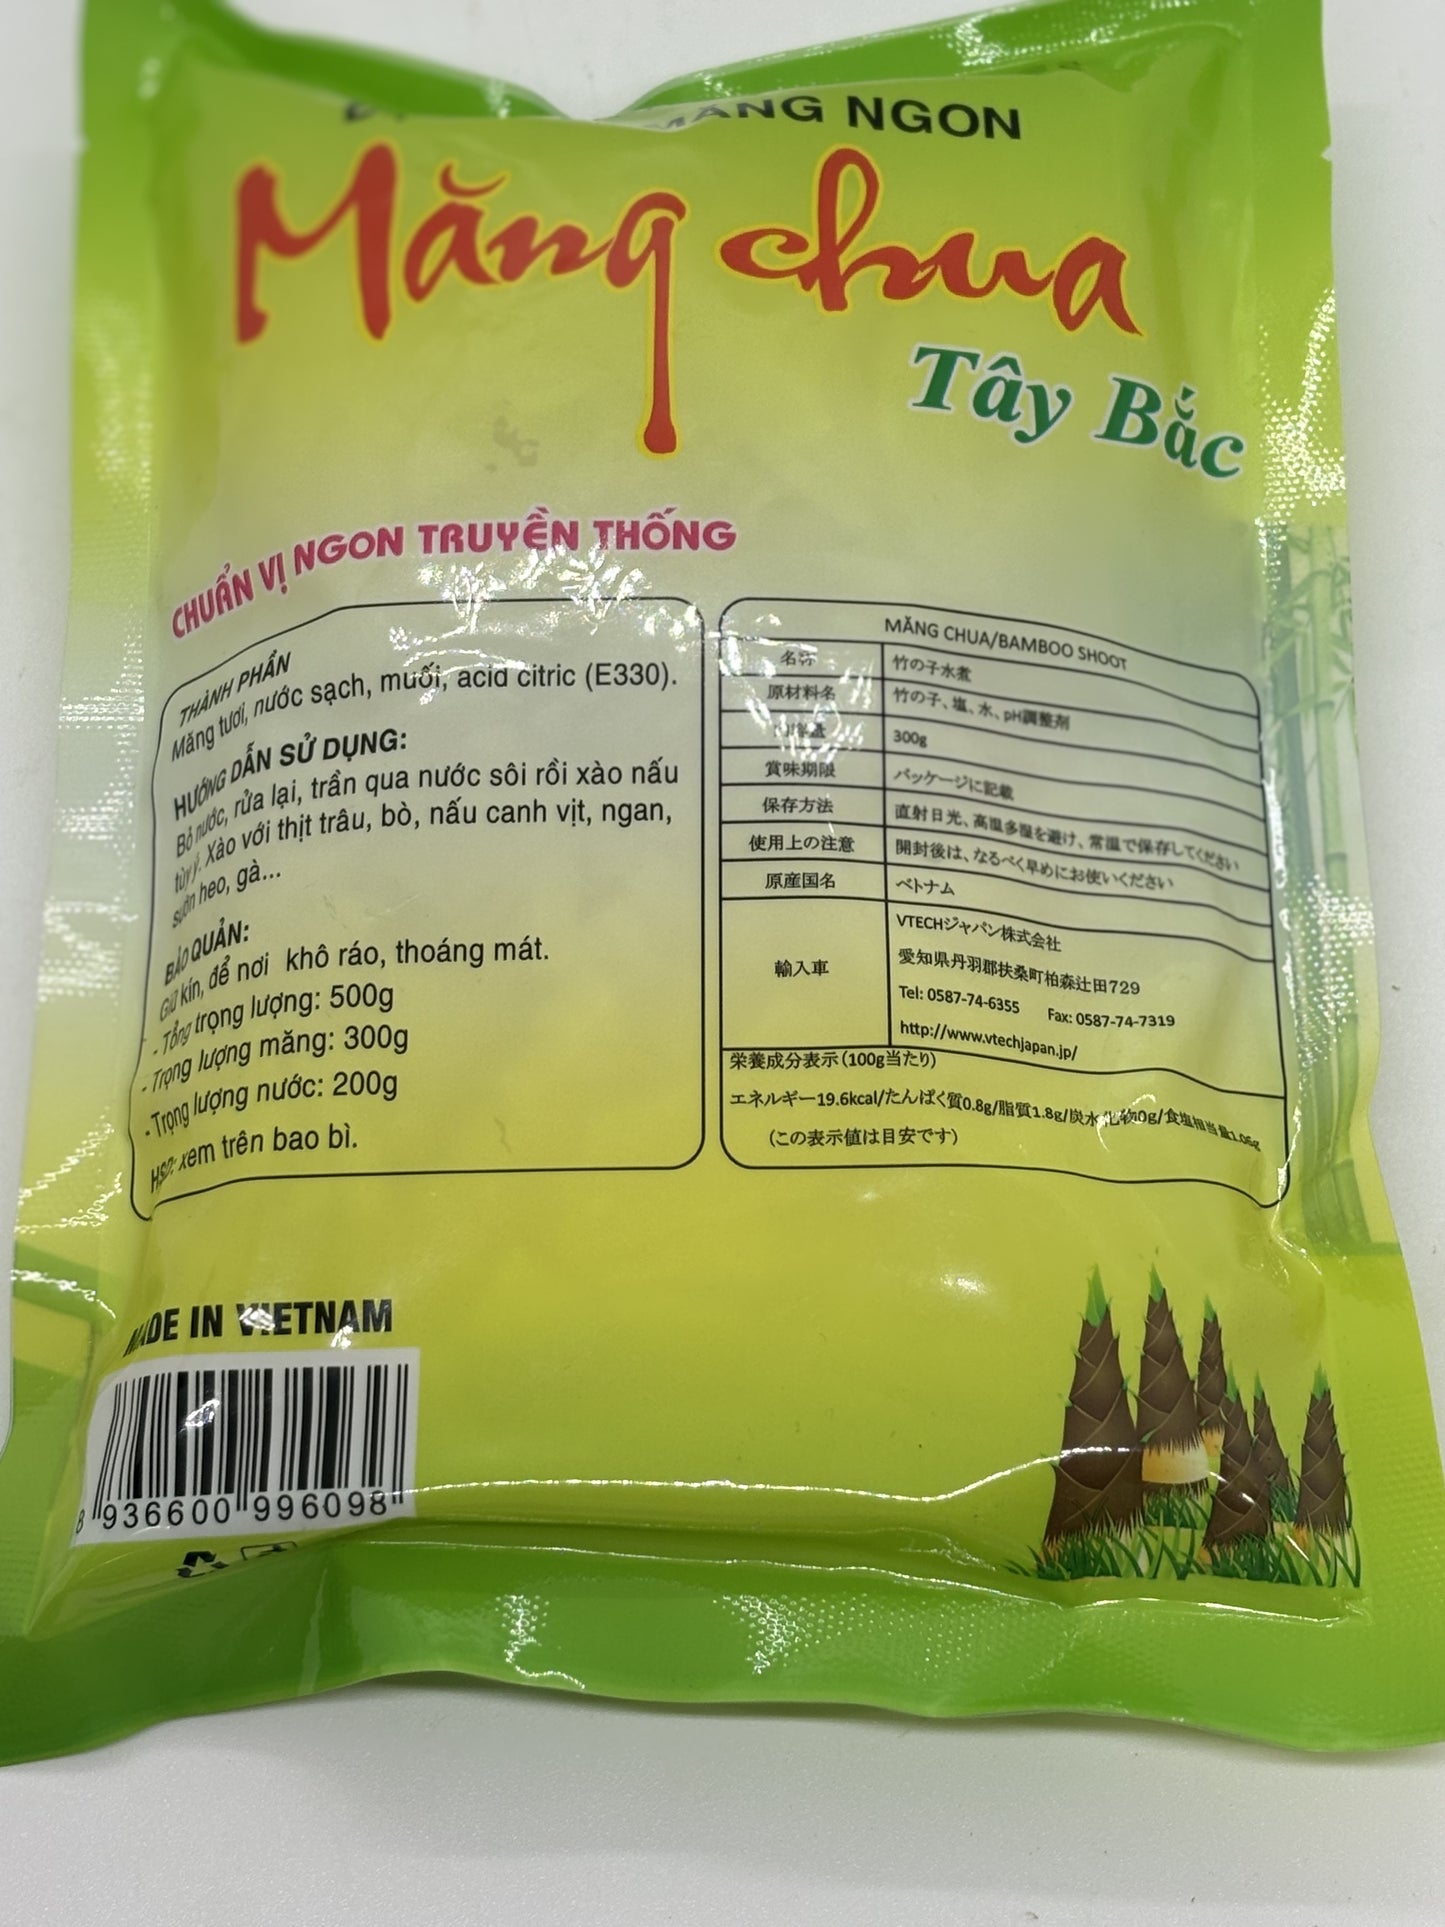 MĂNG NGON
Măng chua
Tây Bắc
CHUẨN VỊ NGON TRUYỀN THỐNG
THÀNH PHẦN
Măng tươi, nước sạch, muối, acid citric (E330).
HƯỚNG DẪN SỬ DỤNG:
Bỏ nước, rửa lại, trần qua nước sôi rồi xào nấu
tùy ý. Xào với thịt trâu, bò, nấu canh vịt, ngan,
sườn heo, gà...
BẢO QUẢN:
Giữ kín, để nơi khô ráo, thoáng mát.
- Tổng trọng lượng: 500g
- Trọng lượng măng: 300g
- Trọng lượng nước: 200g
HSD: xem trên bao bì.
MĂNG CHUA/BAMBOO SHOOT
名称 竹の子水煮
原材料名 竹の子、塩、水、pH調整剤
内容量 300g
賞味期限 パッケージに記載
保存方法 直射日光、高温多湿を避け、常温で保存してください
使用上の注意 開封後は、なるべく早めにお使いください
原産国名 ベトナム
輸入車 VTECHジャパン株式会社
愛知県丹羽郡扶桑町柏森辻田729
Tel: 0587-74-6355 Fax: 0587-74-7319
http://www.vtechjapan.jp/
栄養成分表示（100g当たり）
エネルギー19.6kcal/たんぱく質0.8g/脂質1.8g/炭水化物0g/食塩相当量1.06g
（この表示値は目安です）
MADE IN VIETNAM
8 936600 996098